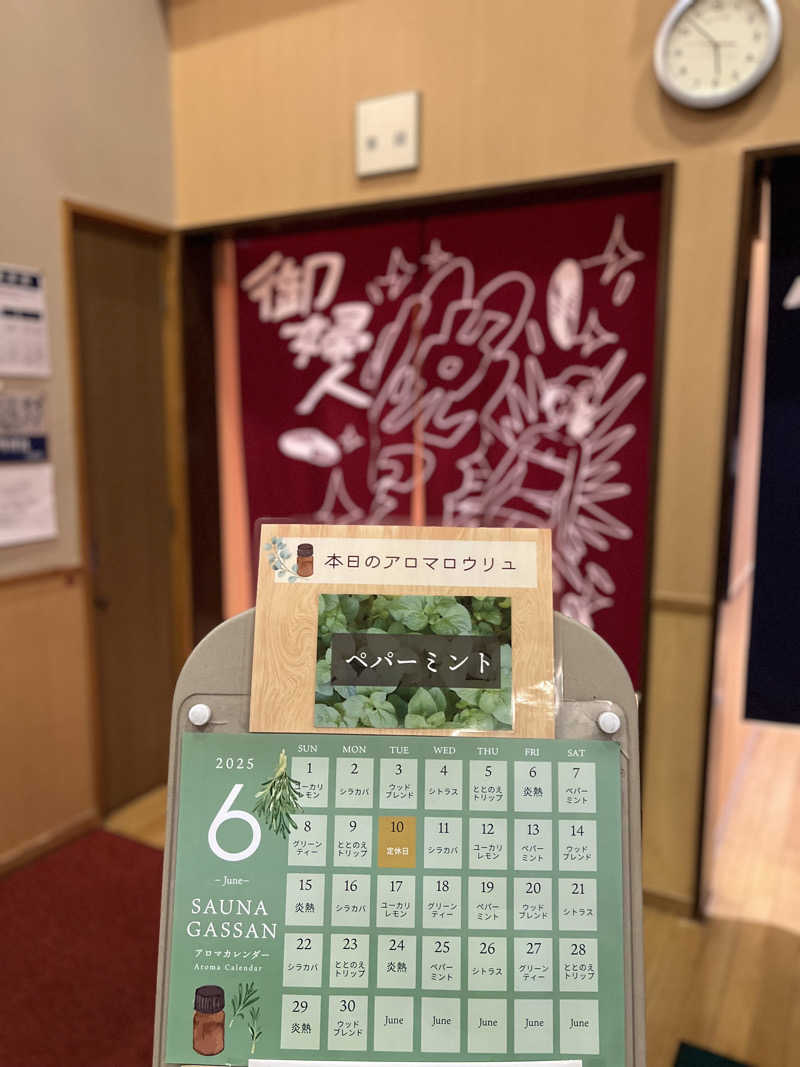 御
婦
人
本日のアロマロウリュ
ペパーミント
2025
6
–June–
SAUNA
GASSAN
アロマカレンダー
Aroma Calendar
SUN MON TUE WED THU FRI SAT
1 2 3 4 5 6 7
ユーカリ シラカバ ウッド シトラス ととのえ 炎熱 ペパー
レモン ブレンド トリップ ミント
8 9 10 11 12 13 14
グリーン ととのえ 定休日 シラカバ ユーカリ ペパー ウッド
ティー トリップ レモン ミント ブレンド
15 16 17 18 19 20 21
炎熱 シラカバ ユーカリ グリーン ペパー ウッド シトラス
レモン ティー ミント ブレンド
22 23 24 25 26 27 28
シラカバ ととのえ 炎熱 ペパー シトラス グリーン ととのえ
トリップ ミント ティー トリップ
29 30 June June June June June
炎熱 ウッド
ブレンド